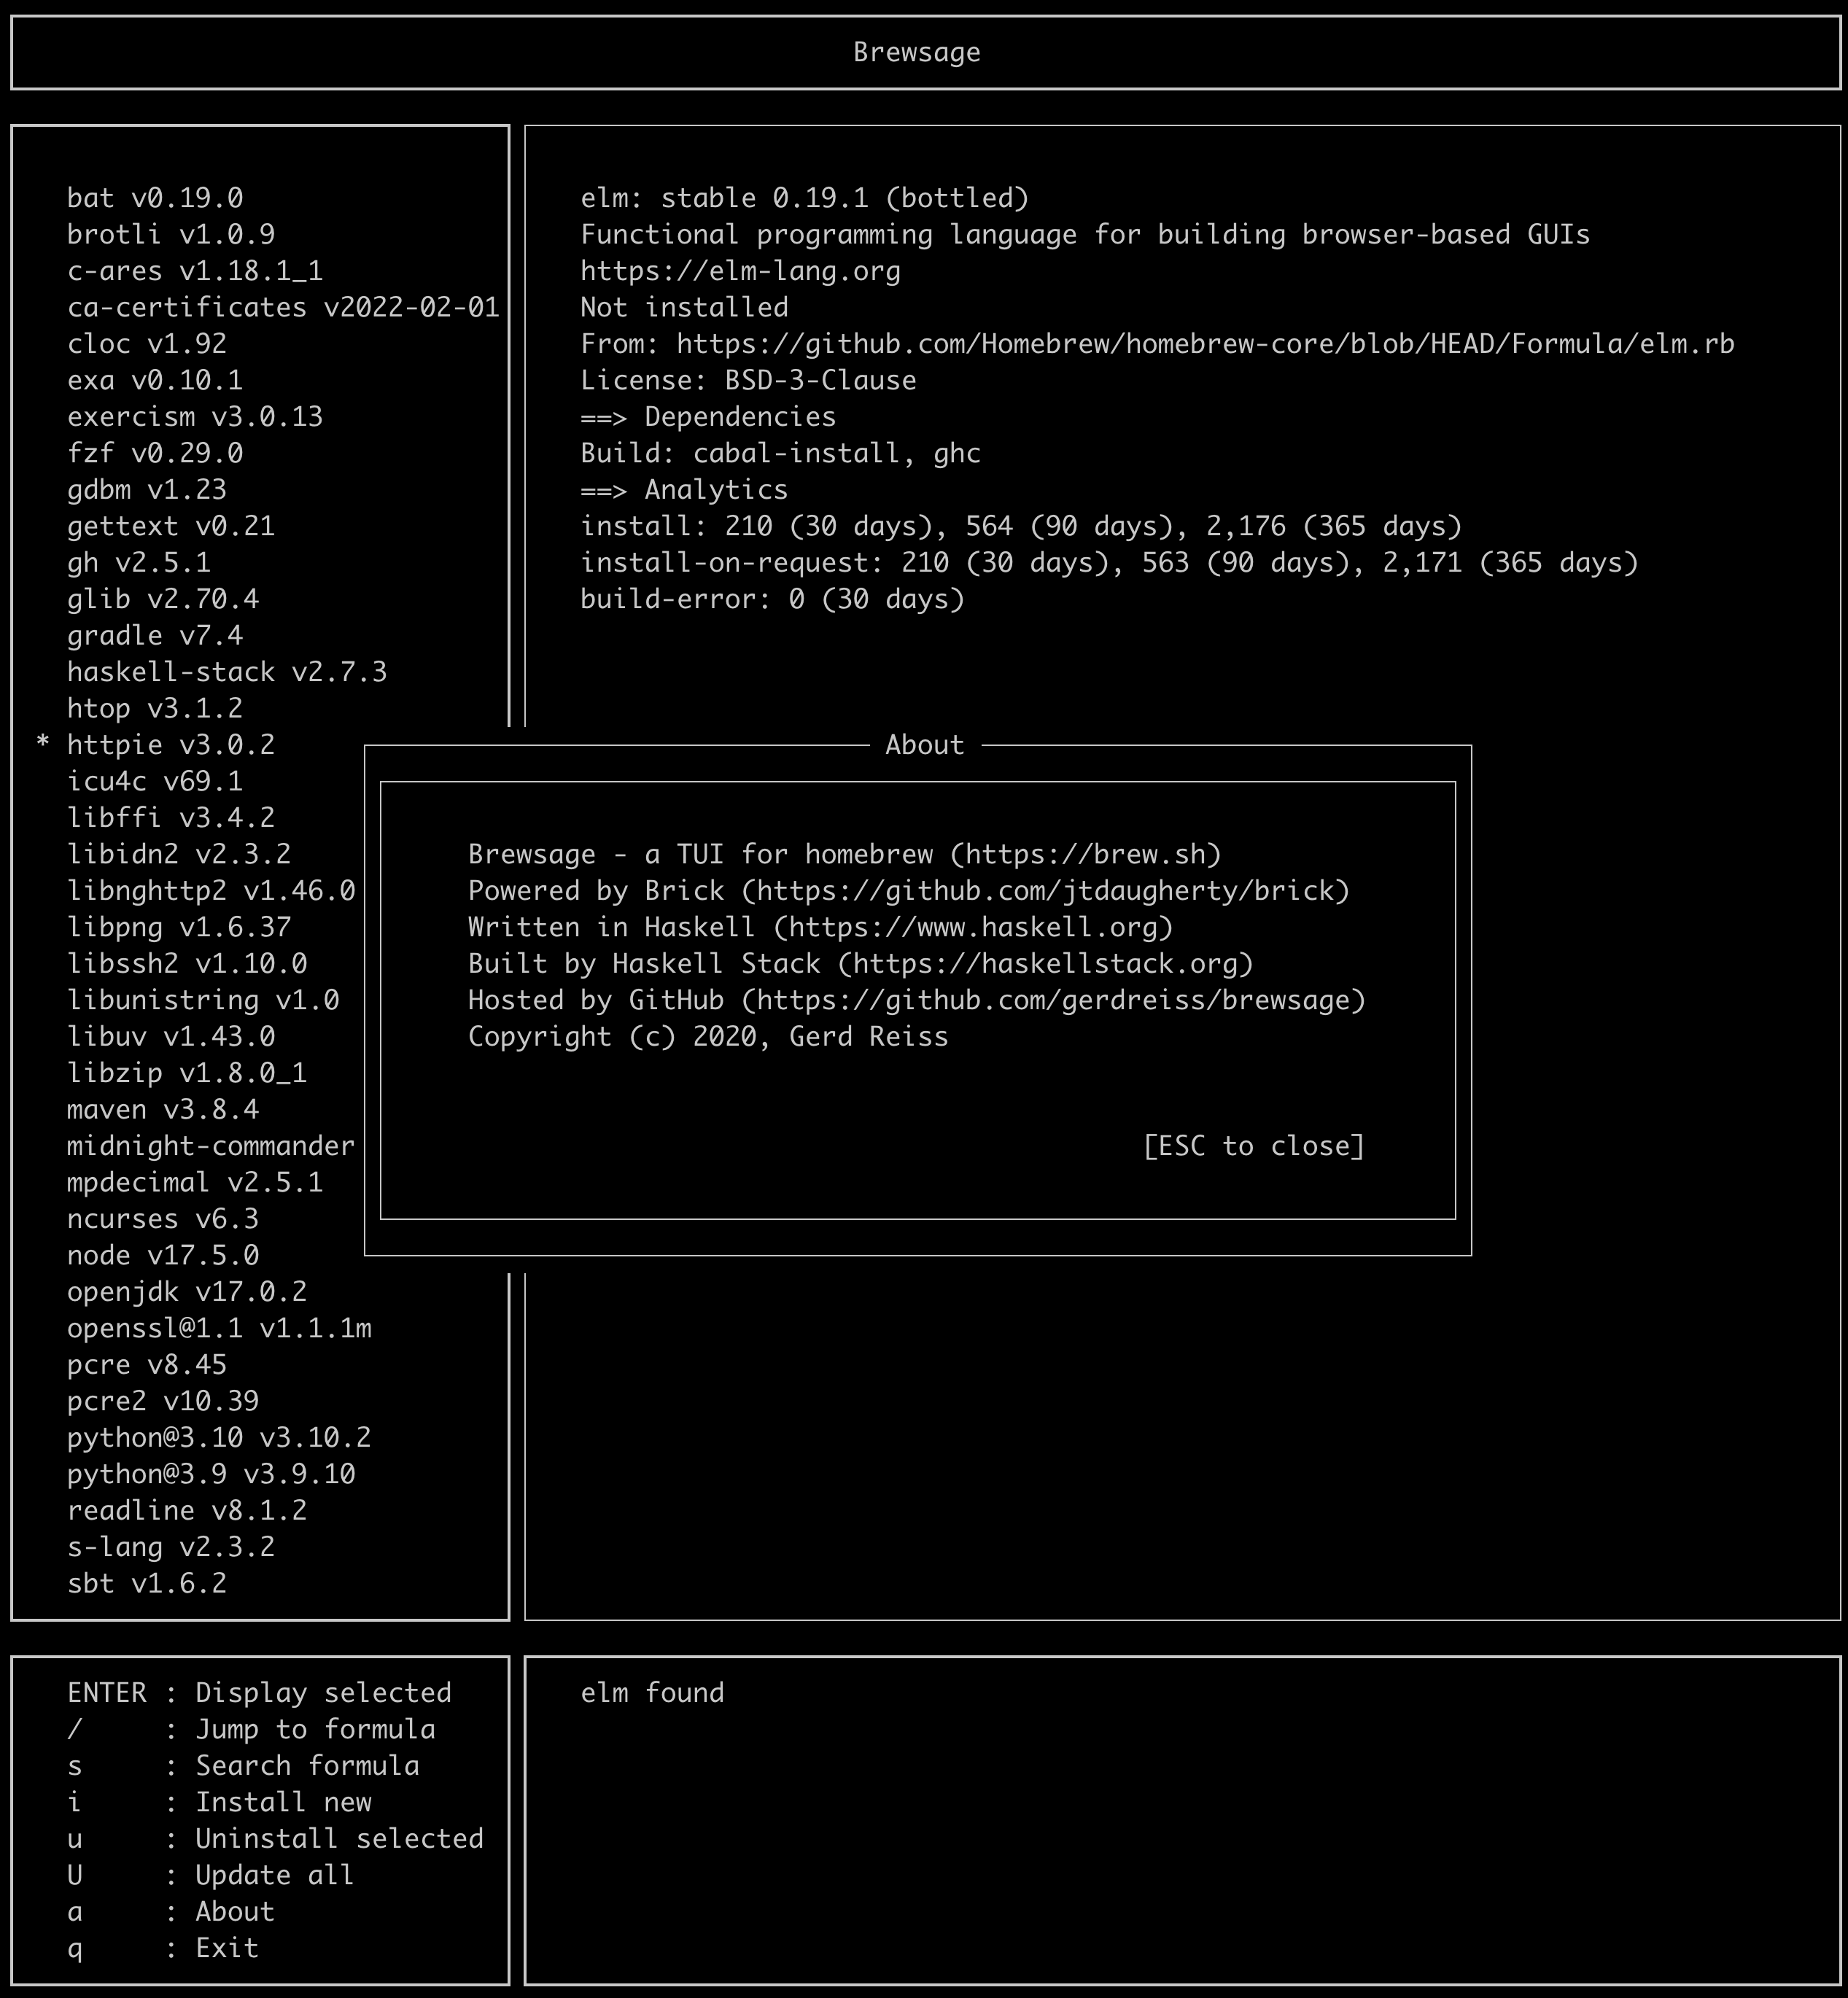 Brewsage
bat v0.19.0
brotli v1.0.9
c-ares v1.18.1_1
ca-certificates v2022-02-01
cloc v1.92
exa v0.10.1
exercism v3.0.13
fzf v0.29.0
gdbm v1.23
gettext v0.21
gh v2.5.1
glib v2.70.4
gradle v7.4
haskell-stack v2.7.3
htop v3.1.2
* httpie v3.0.2
icu4c v69.1
libffi v3.4.2
libidn2 v2.3.2
libnghttp2 v1.46.0
libpng v1.6.37
libssh2 v1.10.0
libunistring v1.0
libuv v1.43.0
libzip v1.8.0_1
maven v3.8.4
midnight-commander
mpdecimal v2.5.1
ncurses v6.3
node v17.5.0
openjdk v17.0.2
openssl@1.1 v1.1.1m
pcre v8.45
pcre2 v10.39
python@3.10 v3.10.2
python@3.9 v3.9.10
readline v8.1.2
s-lang v2.3.2
sbt v1.6.2
elm: stable 0.19.1 (bottled)
Functional programming language for building browser-based GUIs
https://elm-lang.org
Not installed
From: https://github.com/Homebrew/homebrew-core/blob/HEAD/Formula/elm.rb
License: BSD-3-Clause
==> Dependencies
Build: cabal-install, ghc
==> Analytics
install: 210 (30 days), 564 (90 days), 2,176 (365 days)
install-on-request: 210 (30 days), 563 (90 days), 2,171 (365 days)
build-error: 0 (30 days)
About
Brewsage - a TUI for homebrew (https://brew.sh)
Powered by Brick (https://github.com/jtdaugherty/brick)
Written in Haskell (https://www.haskell.org)
Built by Haskell Stack (https://haskellstack.org)
Hosted by GitHub (https://github.com/gerdreiss/brewsage)
Copyright (c) 2020, Gerd Reiss
[ESC to close]
ENTER : Display selected
/ : Jump to formula
s : Search formula
i : Install new
u : Uninstall selected
U : Update all
a : About
q : Exit
elm found